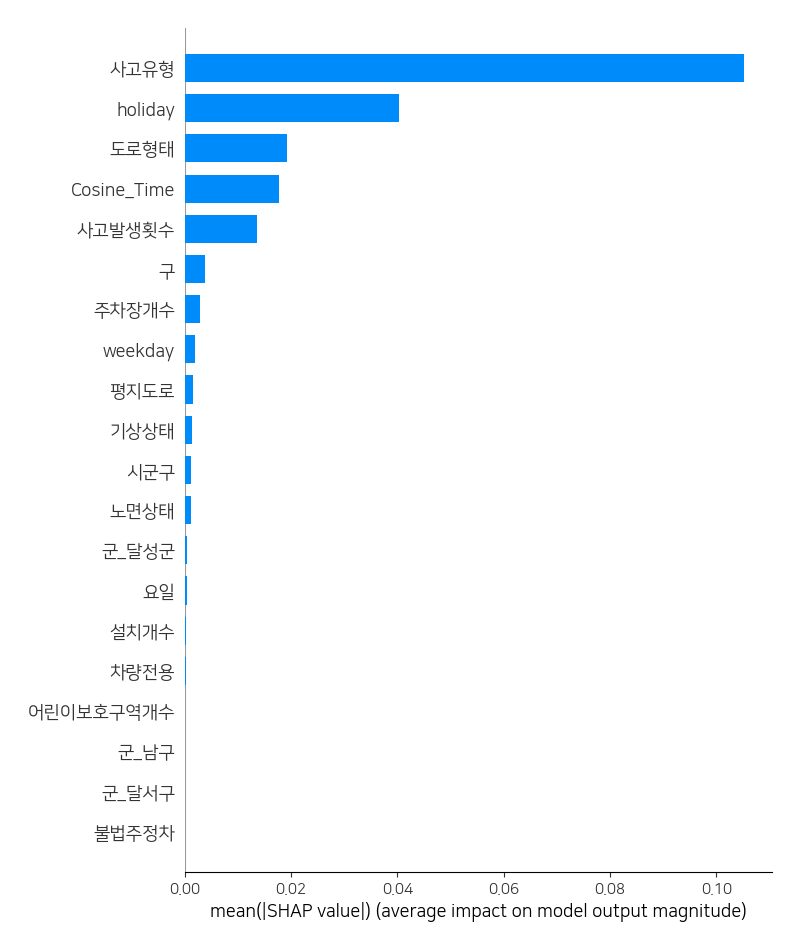 사고유형
holiday
도로형태
Cosine_Time
사고발생횟수
구
주차장개수
weekday
평지도로
기상상태
시군구
노면상태
군_달성군
요일
설치개수
차량전용
어린이보호구역개수
군_남구
군_달서구
불법주정차
0.00 0.02 0.04 0.06 0.08 0.10
mean(|SHAP value|) (average impact on model output magnitude)